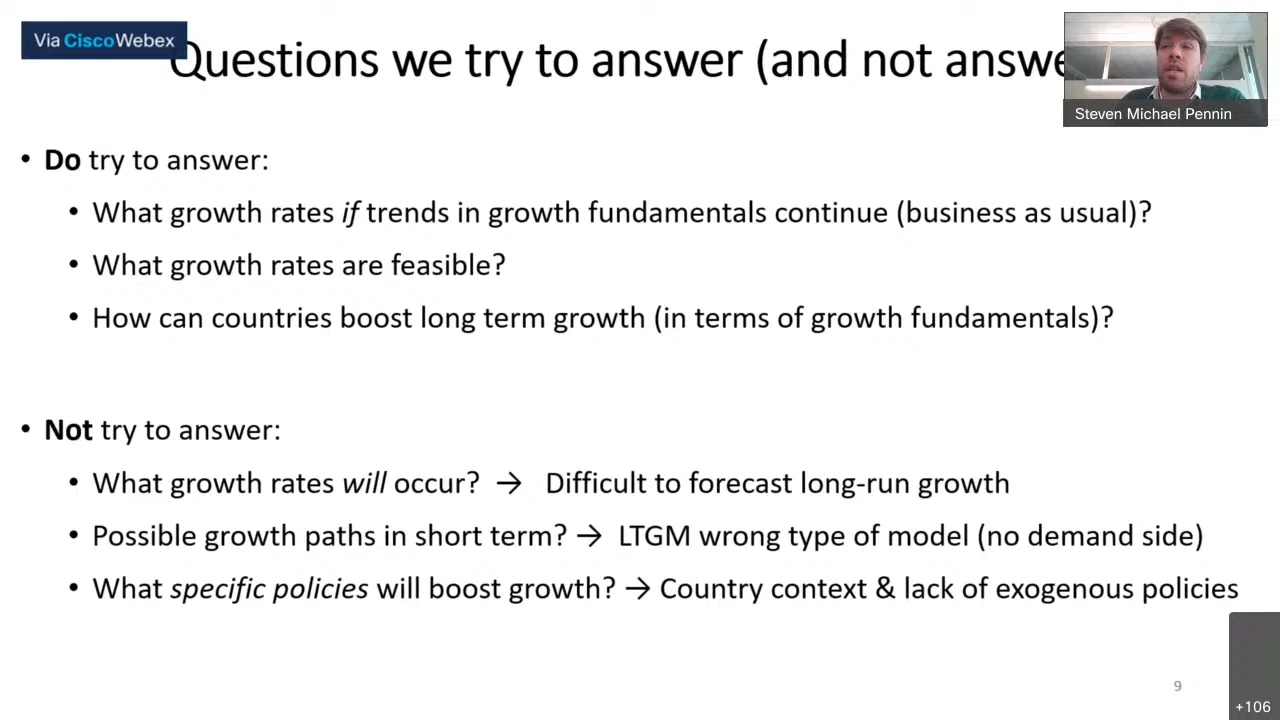 Via CiscoWebex
Questions we try to answer (and not answe
Steven Michael Pennin
• Do try to answer:
• What growth rates if trends in growth fundamentals continue (business as usual)?
• What growth rates are feasible?
• How can countries boost long term growth (in terms of growth fundamentals)?
• Not try to answer:
• What growth rates will occur? → Difficult to forecast long-run growth
• Possible growth paths in short term? → LTGM wrong type of model (no demand side)
• What specific policies will boost growth? → Country context & lack of exogenous policies
9
+106